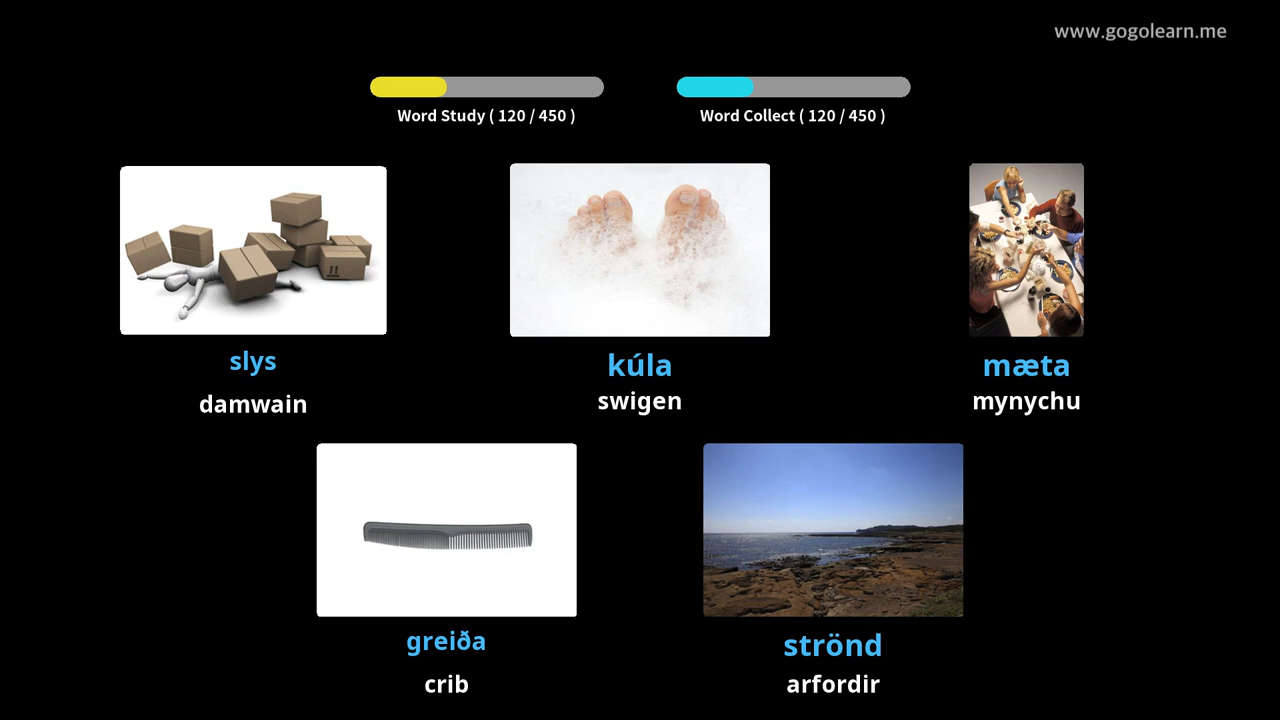 www.gogolearn.me
Word Study ( 120 / 450 )
Word Collect ( 120 / 450 )
slys
damwain
kúla
swigen
mæta
mynychu
greiða
crib
strönd
arfordir